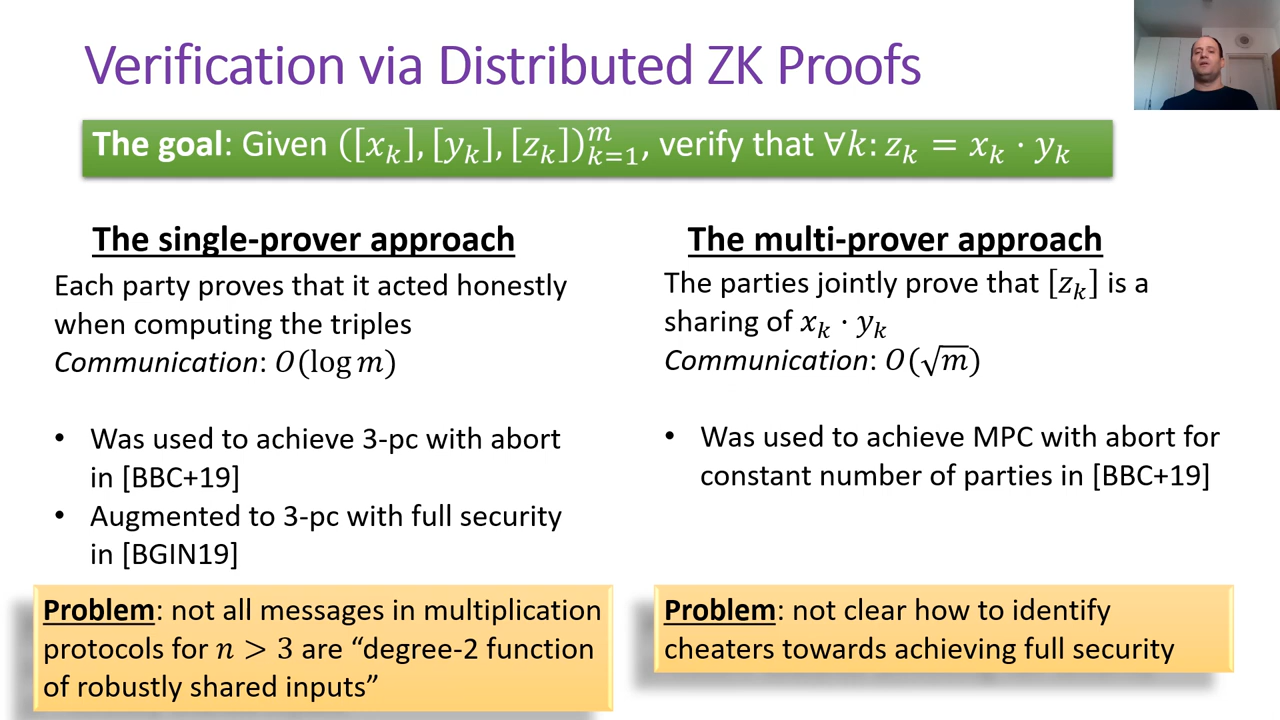 Verification via Distributed ZK Proofs
The goal: Given ([x_k], [y_k], [z_k])_{k=1}^m, verify that ∀k: z_k = x_k · y_k
The single-prover approach
Each party proves that it acted honestly
when computing the triples
Communication: O(log m)
• Was used to achieve 3-pc with abort
in [BBC+19]
• Augmented to 3-pc with full security
in [BGIN19]
Problem: not all messages in multiplication
protocols for n > 3 are “degree-2 function
of robustly shared inputs”
The multi-prover approach
The parties jointly prove that [z_k] is a
sharing of x_k · y_k
Communication: O(√m)
• Was used to achieve MPC with abort for
constant number of parties in [BBC+19]
Problem: not clear how to identify
cheaters towards achieving full security